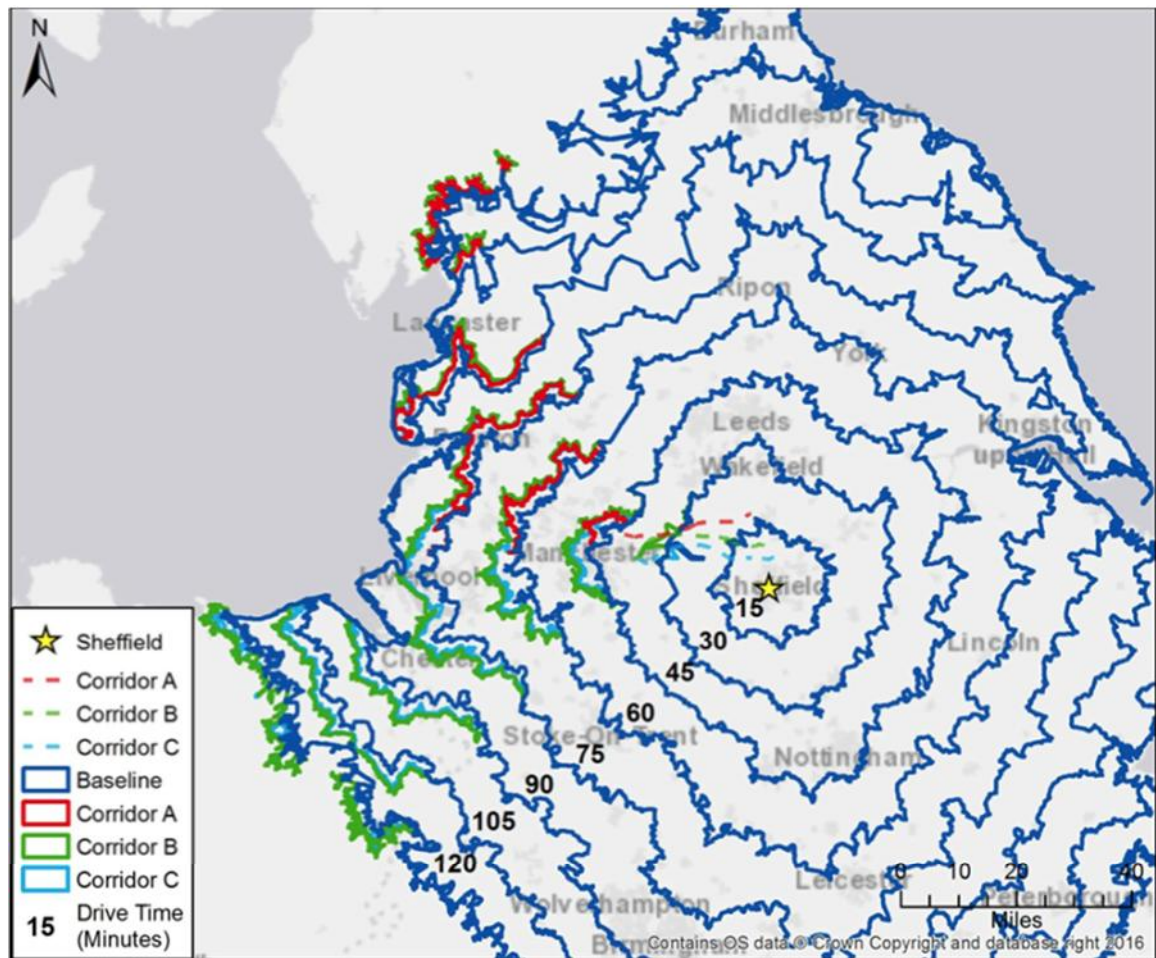 N
Durham
Middlesbrough
Ripon
Lancaster
York
Leeds
Kingston
upon Hull
Preston
Wakefield
Manchester
Liverpool
Sheffield
15
30
Lincoln
Chester
45
60
Stoke-On-Trent
75
Nottingham
90
105
120
0 10 20 40
Miles
Leicester
Peterborough
Wolverhampton
Birmingham
Contains OS data © Crown Copyright and database right 2016
Sheffield
Corridor A
Corridor B
Corridor C
Baseline
Corridor A
Corridor B
Corridor C
15 Drive Time
(Minutes)